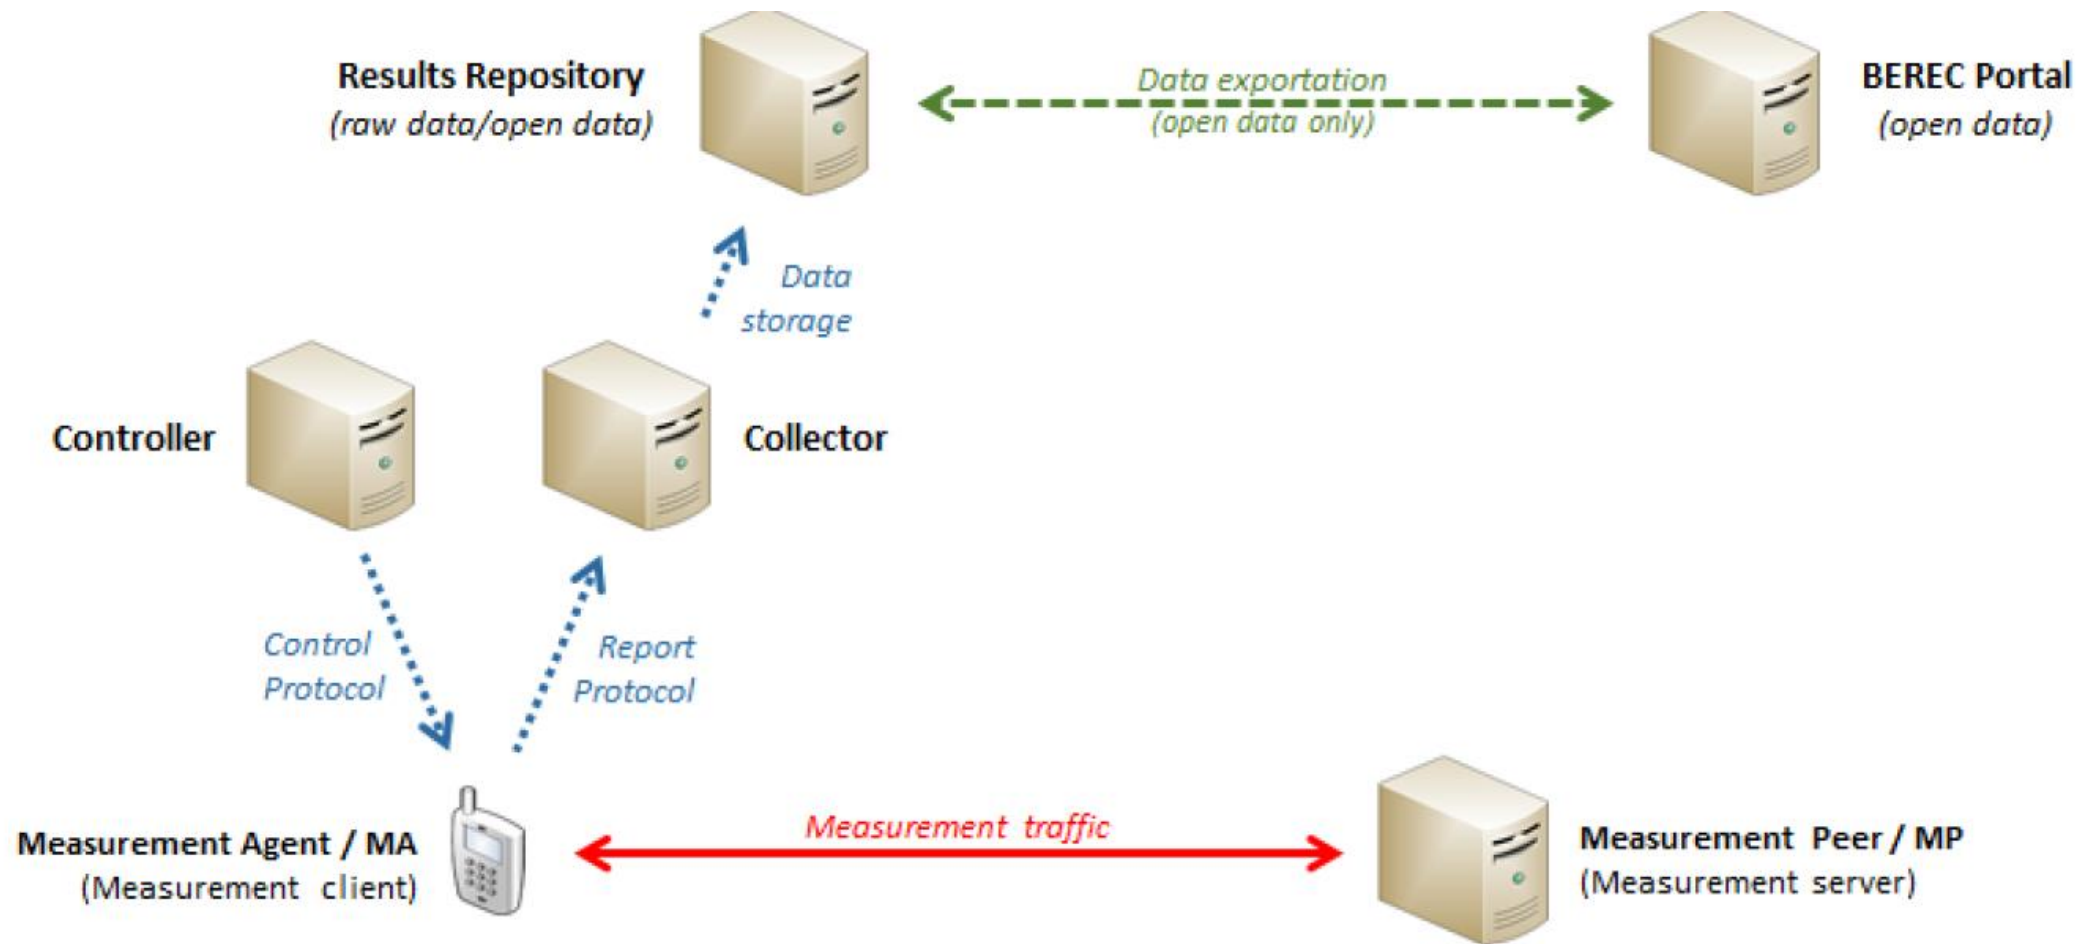 Results Repository
(raw data/open data)
Data exportation
(open data only)
BEREC Portal
(open data)
Data
storage
Controller
Collector
Control
Protocol
Report
Protocol
Measurement Agent / MA
(Measurement client)
Measurement traffic
Measurement Peer / MP
(Measurement server)